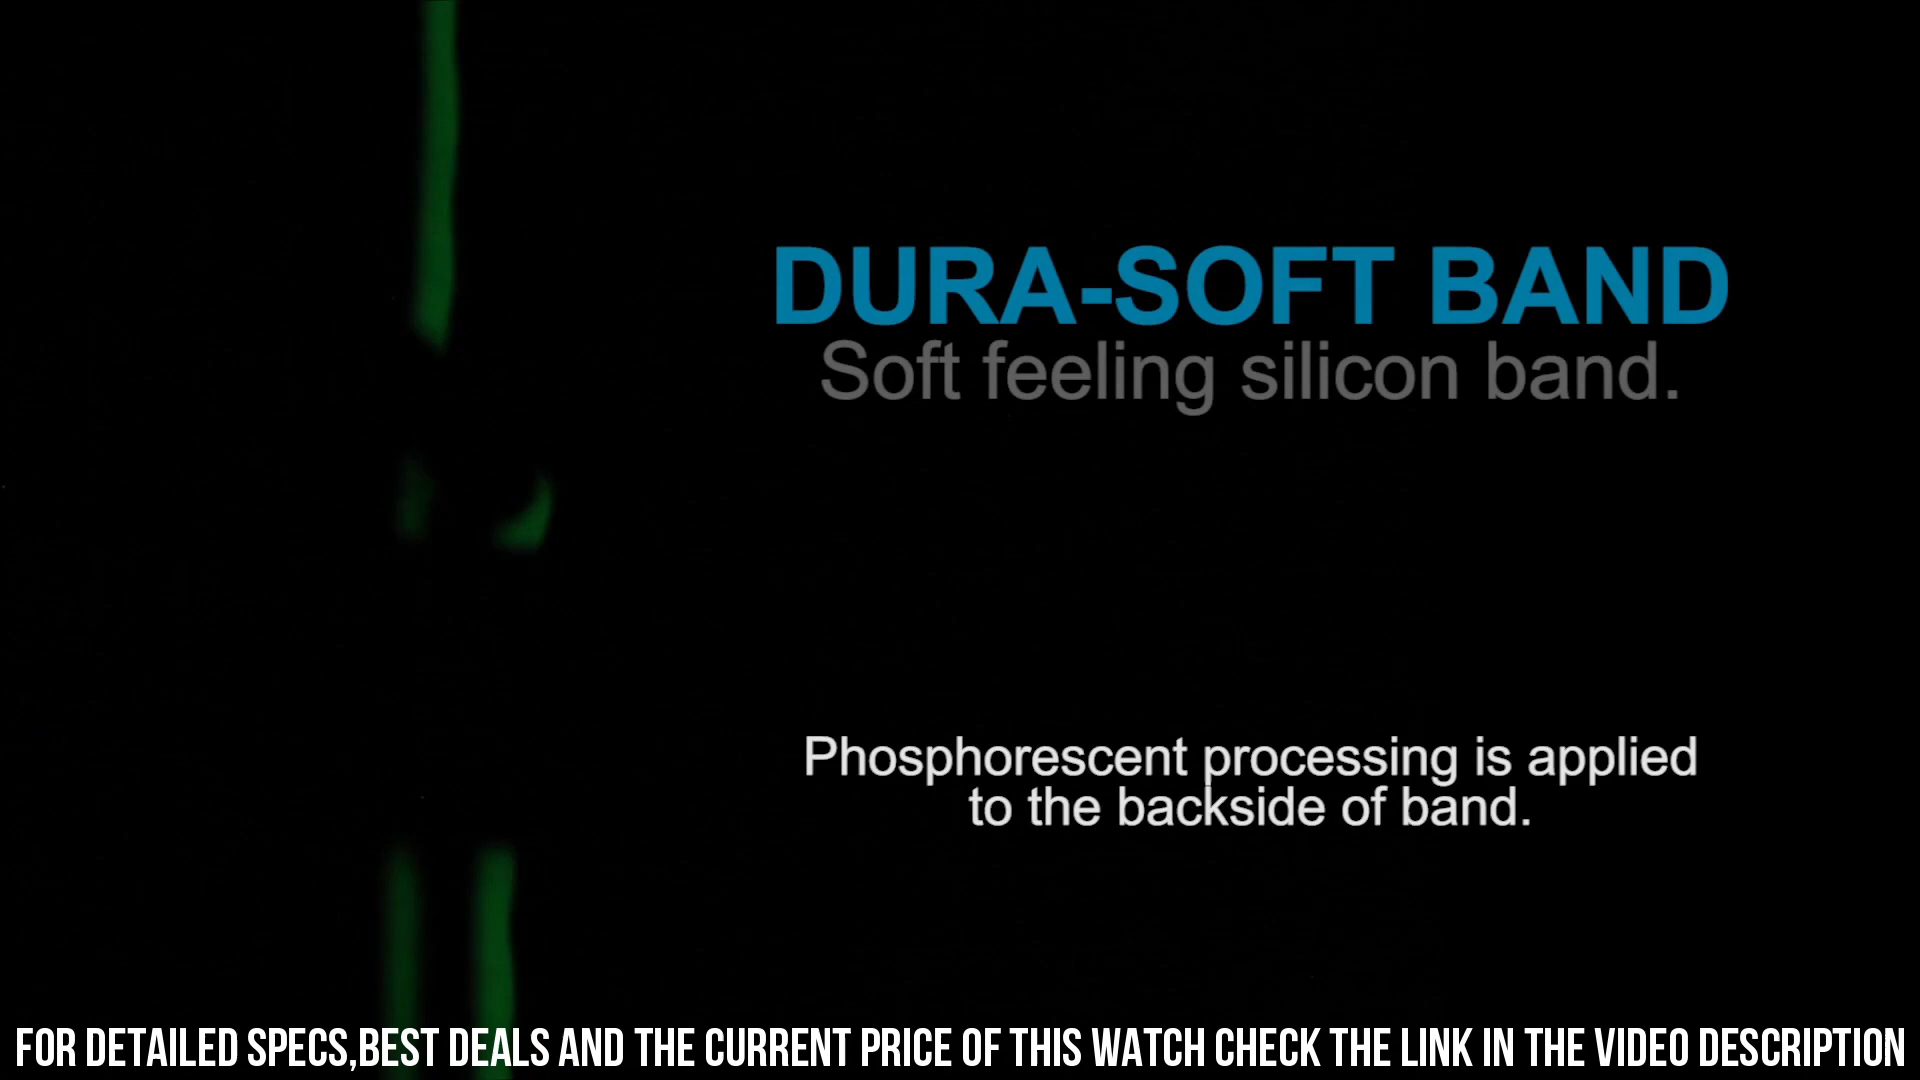 DURA-SOFT BAND
Soft feeling silicon band.
Phosphorescent processing is applied
to the backside of band.
FOR DETAILED SPECS,BEST DEALS AND THE CURRENT PRICE OF THIS WATCH CHECK THE LINK IN THE VIDEO DESCRIPTION